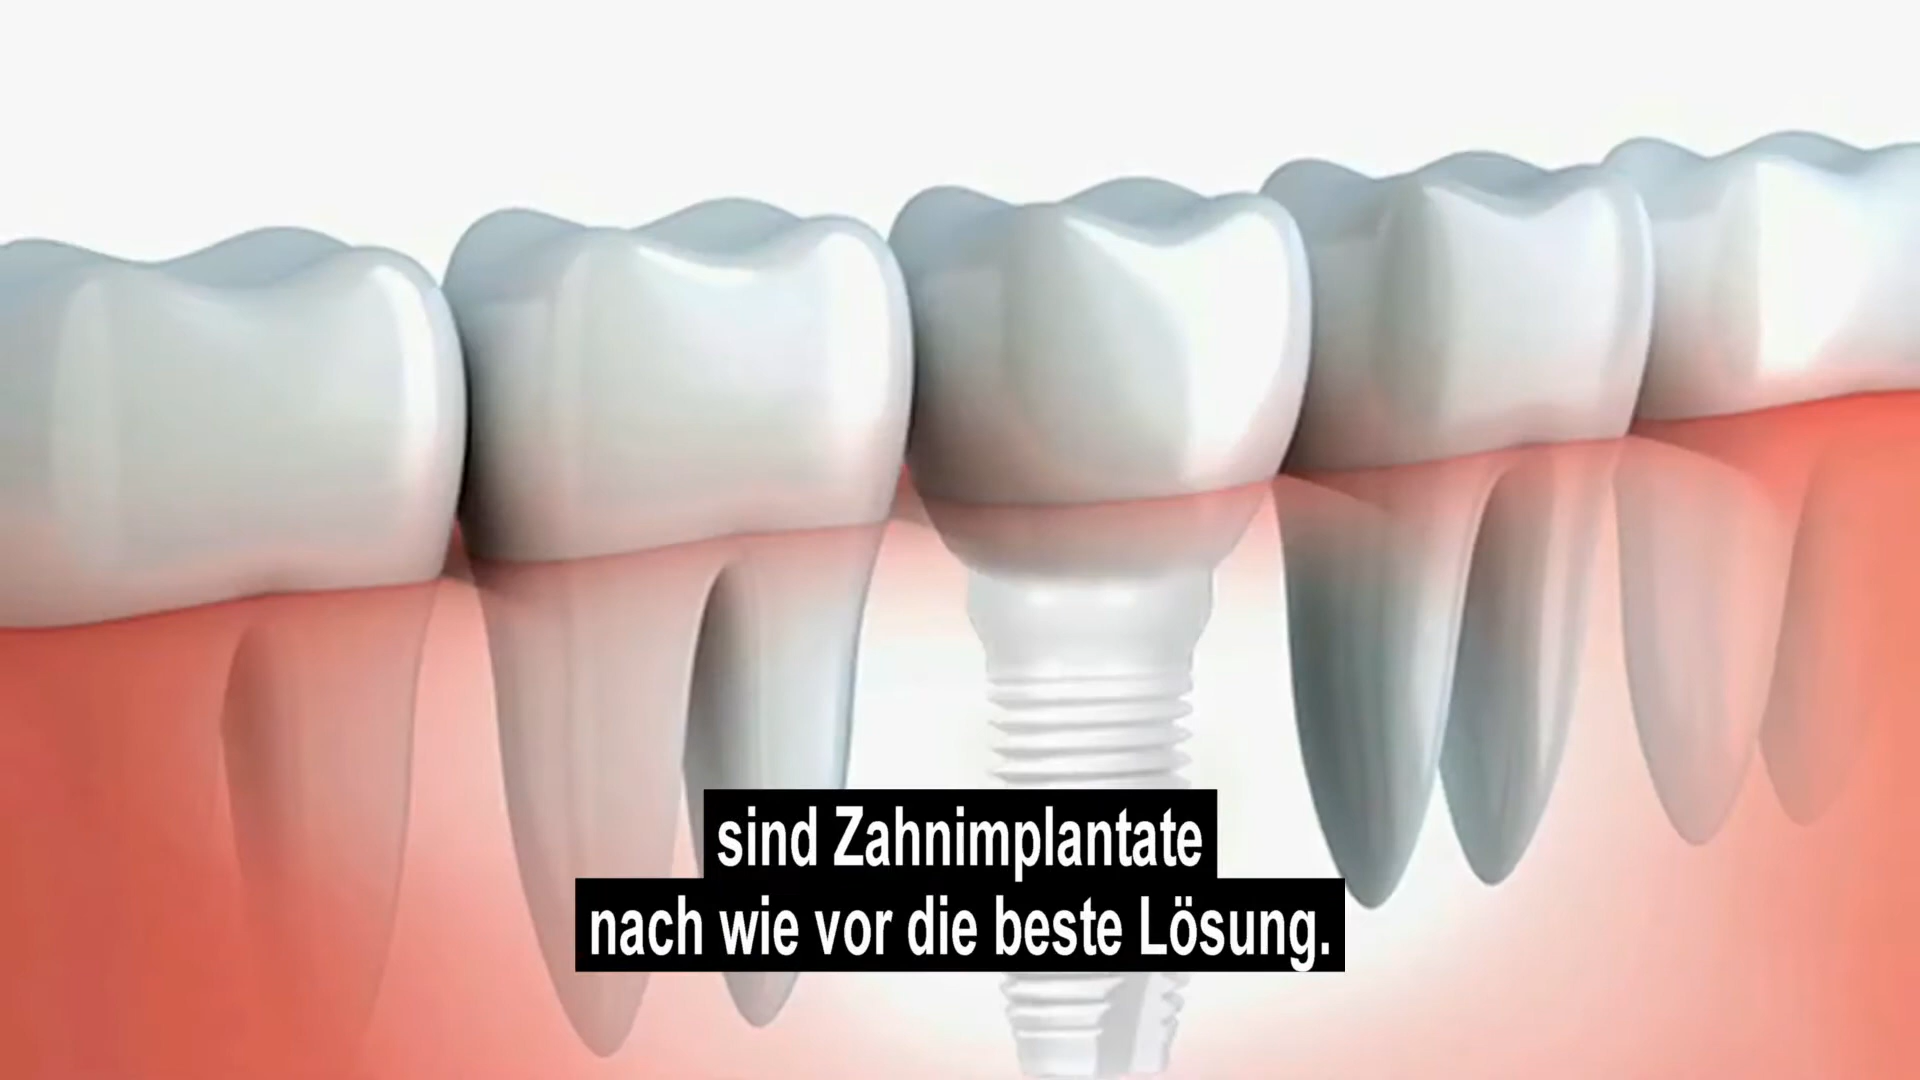 sind Zahnimplantate
nach wie vor die beste Lösung.